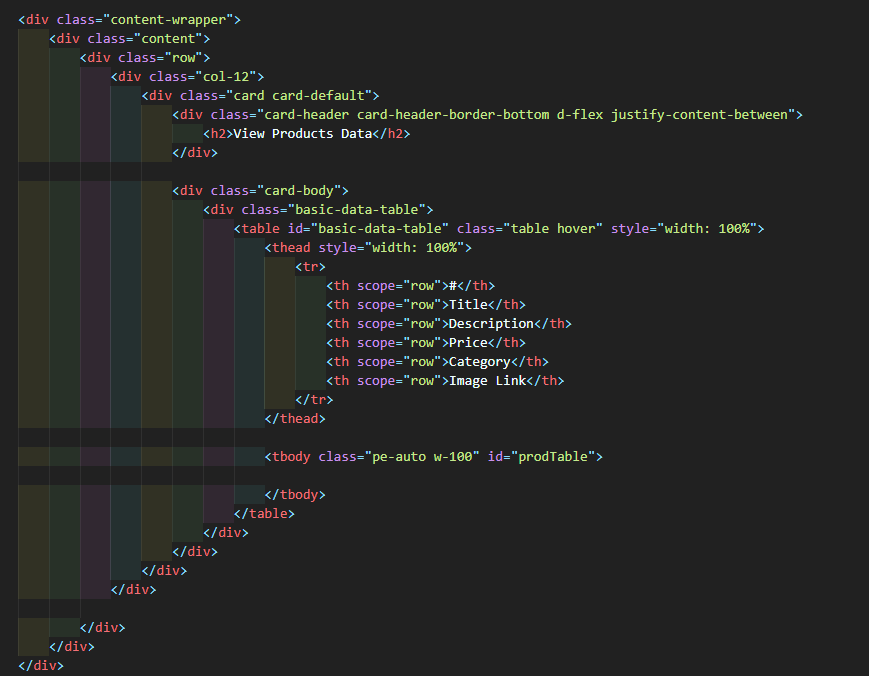 <div class="content-wrapper">
<div class="content">
<div class="row">
<div class="col-12">
<div class="card card-default">
<div class="card-header card-header-border-bottom d-flex justify-content-between">
<h2>View Products Data</h2>
</div>
<div class="card-body">
<div class="basic-data-table">
<table id="basic-data-table" class="table hover" style="width: 100%">
<thead style="width: 100%">
<tr>
<th scope="row">#</th>
<th scope="row">Title</th>
<th scope="row">Description</th>
<th scope="row">Price</th>
<th scope="row">Category</th>
<th scope="row">Image Link</th>
</tr>
</thead>
<tbody class="pe-auto w-100" id="prodTable">
</tbody>
</table>
</div>
</div>
</div>
</div>
</div>
</div>
</div>